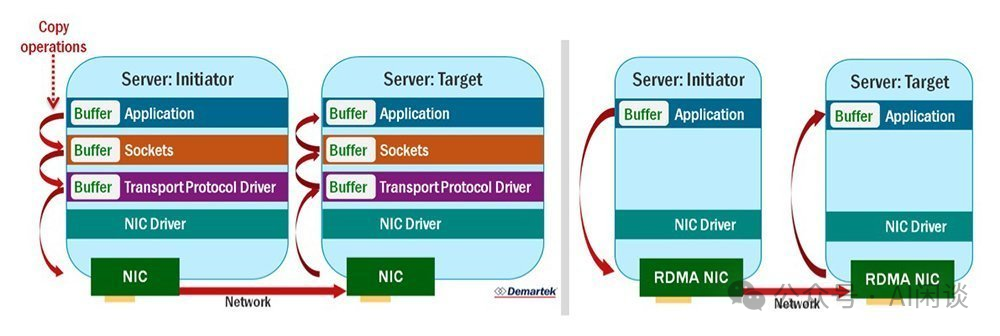 Copy
operations
Server: Initiator
Buffer Application
Buffer Sockets
Buffer Transport Protocol Driver
NIC Driver
NIC
Server: Target
Buffer Application
Buffer Sockets
Buffer Transport Protocol Driver
NIC Driver
NIC
Network
Demartek
Server: Initiator
Buffer Application
NIC Driver
RDMA NIC
Server: Target
Buffer Application
NIC Driver
RDMA NIC
Network
公众号 · AI闲谈